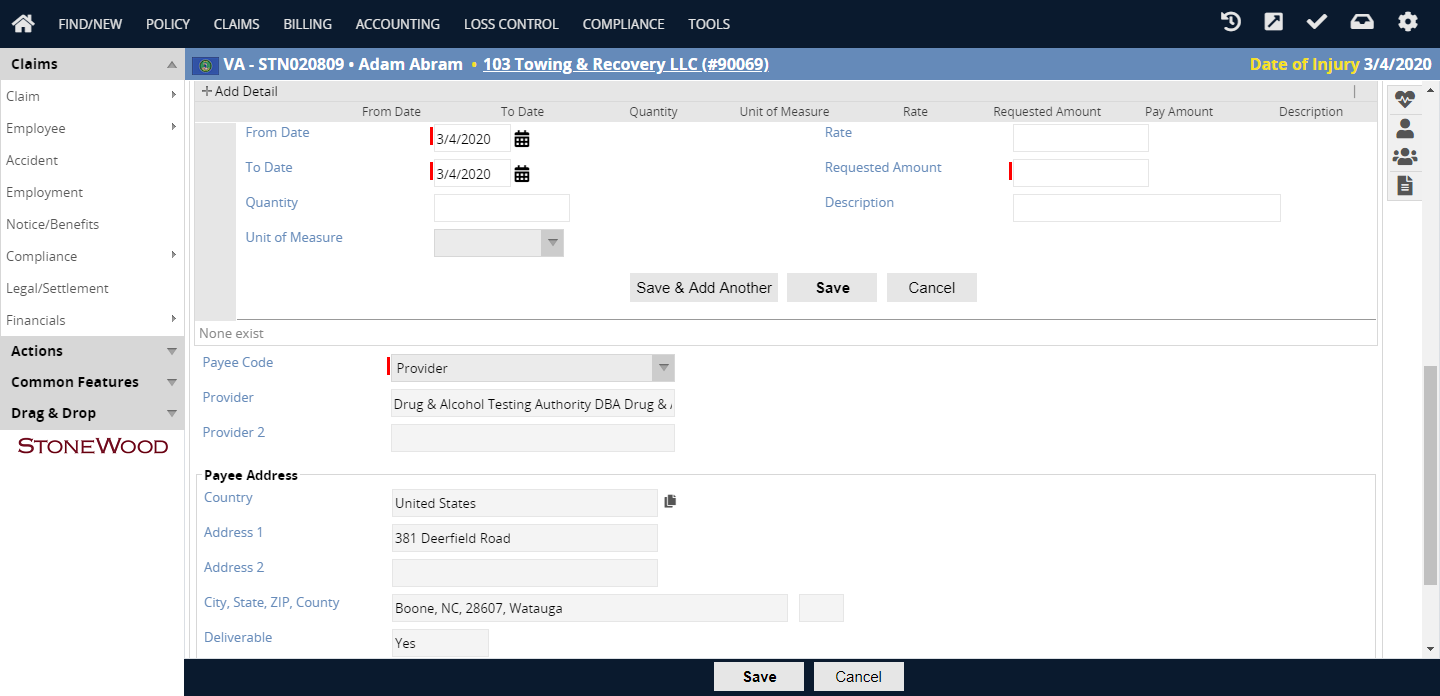 FIND/NEW POLICY CLAIMS BILLING ACCOUNTING LOSS CONTROL COMPLIANCE TOOLS
Claims
VA - STN020809 • Adam Abram • 103 Towing & Recovery LLC (#90069) Date of Injury 3/4/2020
Claim
Employee
Accident
Employment
Notice/Benefits
Compliance
Legal/Settlement
Financials
Actions
Common Features
Drag & Drop
STONEWOOD
Add Detail
From Date To Date Quantity Unit of Measure Rate Requested Amount Pay Amount Description
From Date 3/4/2020 Rate
To Date 3/4/2020 Requested Amount
Quantity Description
Unit of Measure
Save & Add Another Save Cancel
None exist
Payee Code Provider
Provider Drug & Alcohol Testing Authority DBA Drug &
Provider 2
Payee Address
Country United States
Address 1 381 Deerfield Road
Address 2
City, State, ZIP, County Boone, NC, 28607, Watauga
Deliverable Yes
Save Cancel